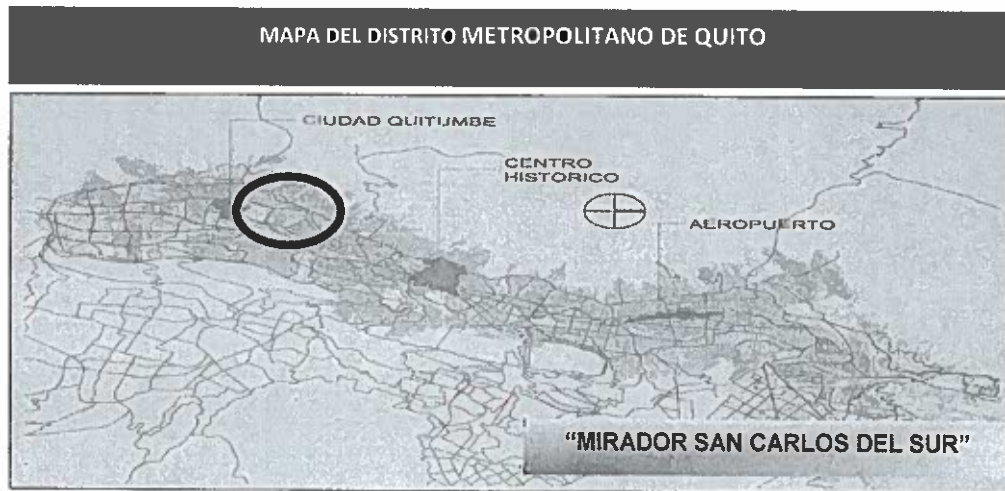 MAPA DEL DISTRITO METROPOLITANO DE QUITO
CIUDAD QUITUMBE
CENTRO
HISTORICO
AEROPUERTO
“MIRADOR SAN CARLOS DEL SUR”